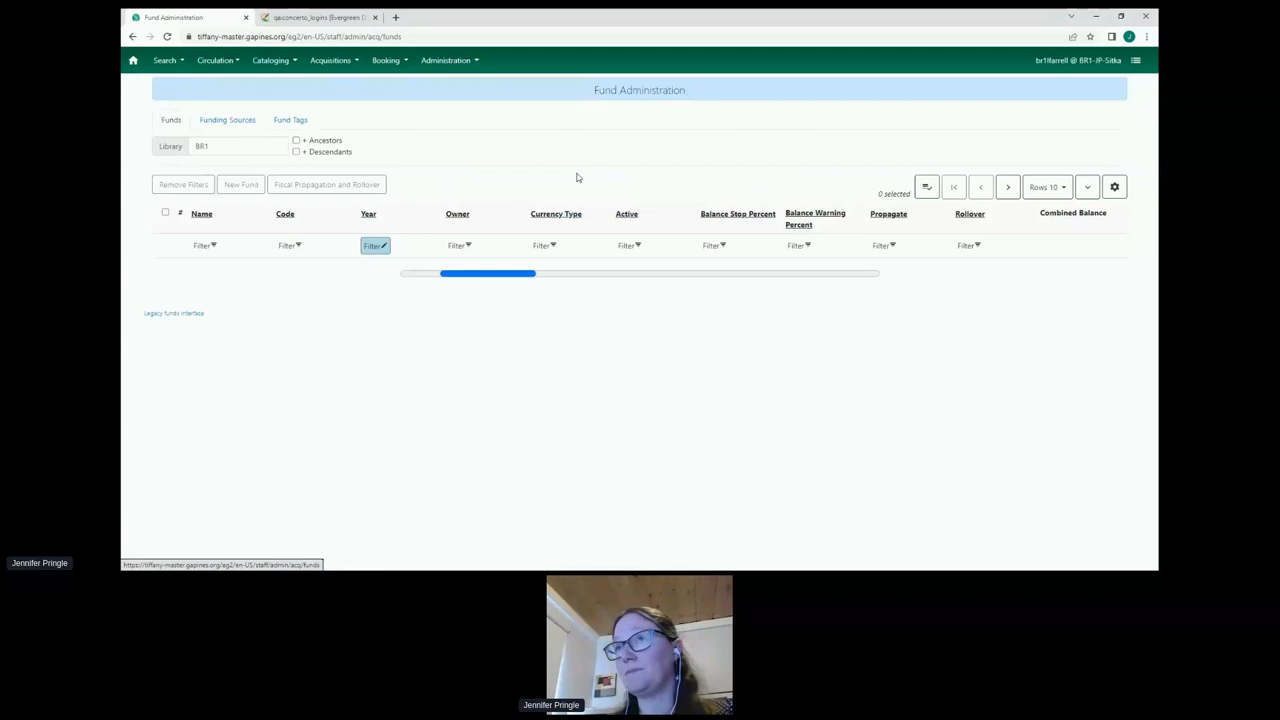 Fund Administration
qa:concerto_logins [Evergreen D
tiffany-master.gapines.org/eg2/en-US/staff/admin/acq/funds
Search Circulation Cataloging Acquisitions Booking Administration
br1lfarrell @ BR1-JP-Sitka
Fund Administration
Funds Funding Sources Fund Tags
Library BR1
+ Ancestors
+ Descendants
Remove Filters New Fund Fiscal Propagation and Rollover
0 selected
Rows 10
# Name Code Year Owner Currency Type Active Balance Stop Percent Balance Warning Percent Propagate Rollover Combined Balance
Filter Filter Filter Filter Filter Filter Filter Filter Filter Filter
Legacy funds interface
https://tiffany-master.gapines.org/eg2/en-US/staff/admin/acq/funds
Jennifer Pringle
Jennifer Pringle